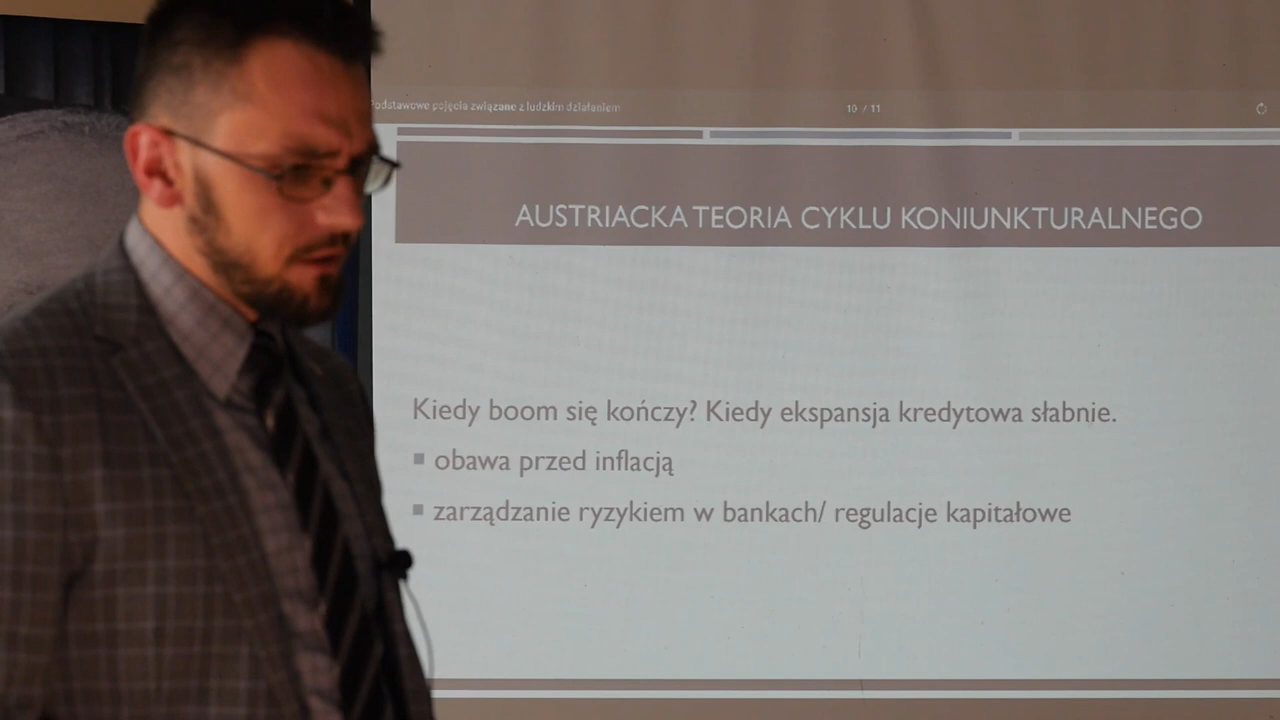 Podstawowe pojęcia związane z ludzkim działaniem
10 / 11
AUSTRIACKA TEORIA CYKLU KONIUNKTURALNEGO
Kiedy boom się kończy? Kiedy ekspansja kredytowa słabnie.
▪ obawa przed inflacją
▪ zarządzanie ryzykiem w bankach/ regulacje kapitałowe